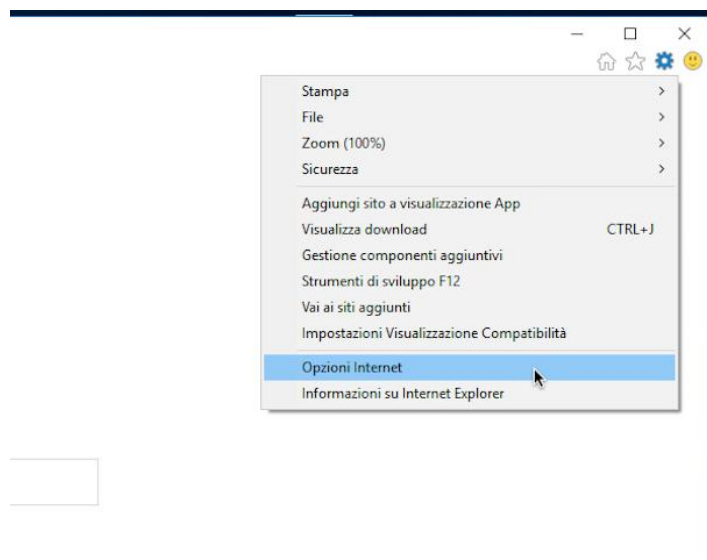 Stampa
File
Zoom (100%)
Sicurezza
Aggiungi sito a visualizzazione App
Visualizza download CTRL+J
Gestione componenti aggiuntivi
Strumenti di sviluppo F12
Vai ai siti aggiunti
Impostazioni Visualizzazione Compatibilità
Opzioni Internet
Informazioni su Internet Explorer